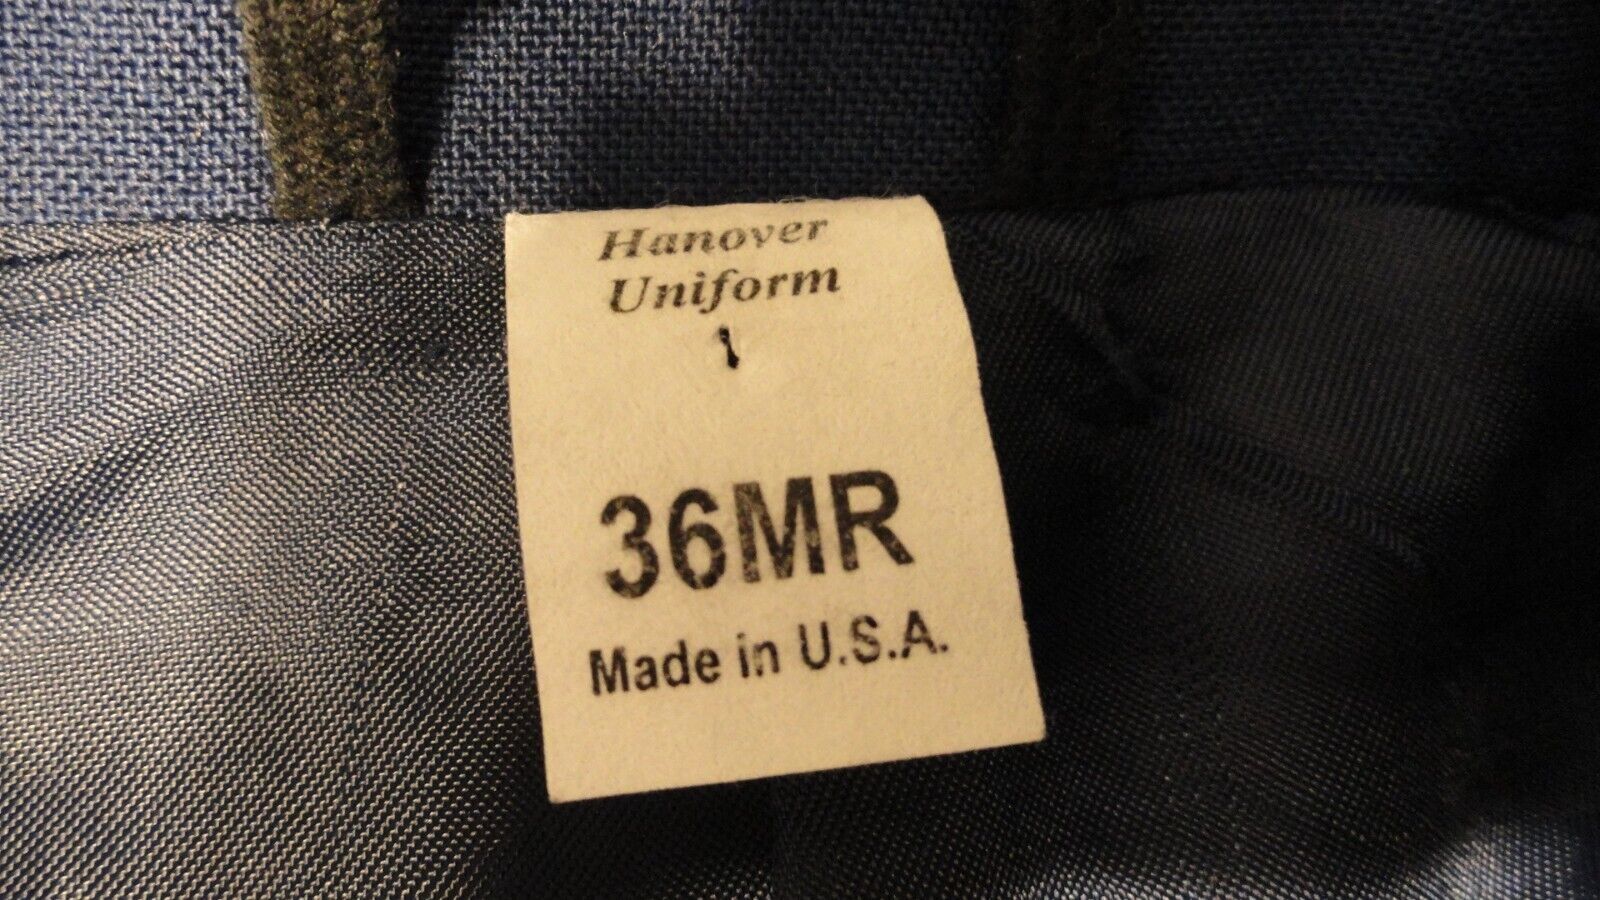 Hanover
Uniform
36MR
Made in U.S.A.